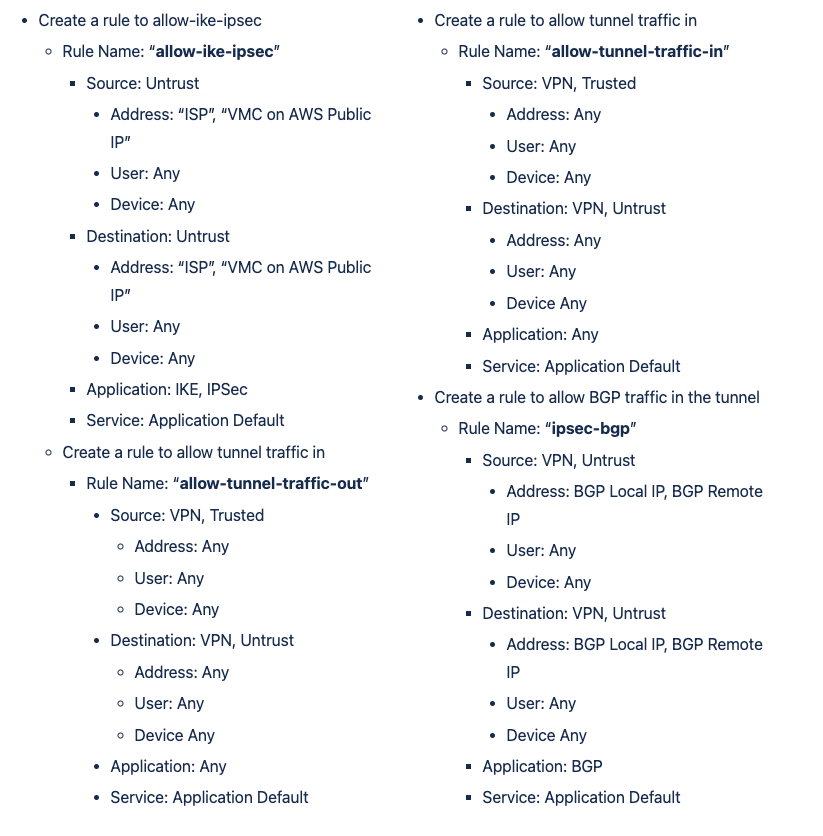 Create a rule to allow-ike-ipsec
Rule Name: “allow-ike-ipsec”
Source: Untrust
Address: “ISP”, “VMC on AWS Public
IP”
User: Any
Device: Any
Destination: Untrust
Address: “ISP”, “VMC on AWS Public
IP”
User: Any
Device: Any
Application: IKE, IPSec
Service: Application Default
Create a rule to allow tunnel traffic in
Rule Name: “allow-tunnel-traffic-out”
Source: VPN, Trusted
Address: Any
User: Any
Device: Any
Destination: VPN, Untrust
Address: Any
User: Any
Device Any
Application: Any
Service: Application Default
Create a rule to allow tunnel traffic in
Rule Name: “allow-tunnel-traffic-in”
Source: VPN, Trusted
Address: Any
User: Any
Device: Any
Destination: VPN, Untrust
Address: Any
User: Any
Device Any
Application: Any
Service: Application Default
Create a rule to allow BGP traffic in the tunnel
Rule Name: “ipsec-bgp”
Source: VPN, Untrust
Address: BGP Local IP, BGP Remote
IP
User: Any
Device: Any
Destination: VPN, Untrust
Address: BGP Local IP, BGP Remote
IP
User: Any
Device Any
Application: BGP
Service: Application Default